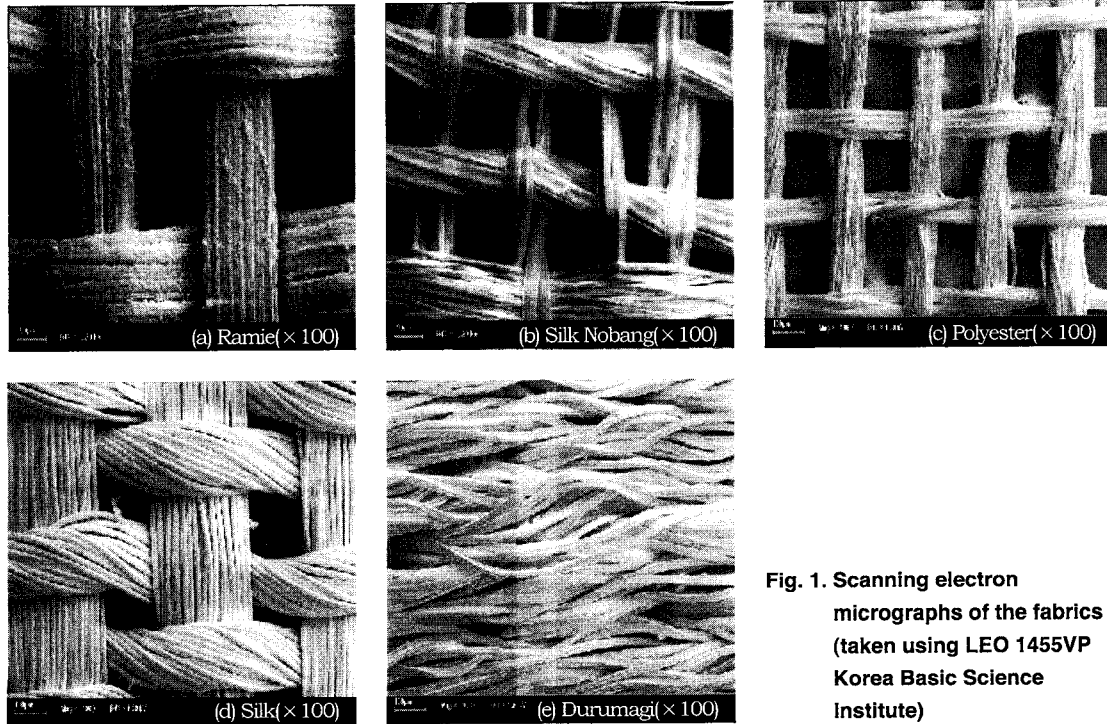 (a) Ramie(× 100)
(b) Silk Nobang(× 100)
(c) Polyester(× 100)
(d) Silk(× 100)
(e) Durumagi(× 100)
Fig. 1. Scanning electron
micrographs of the fabrics
(taken using LEO 1455VP
Korea Basic Science
Institute)